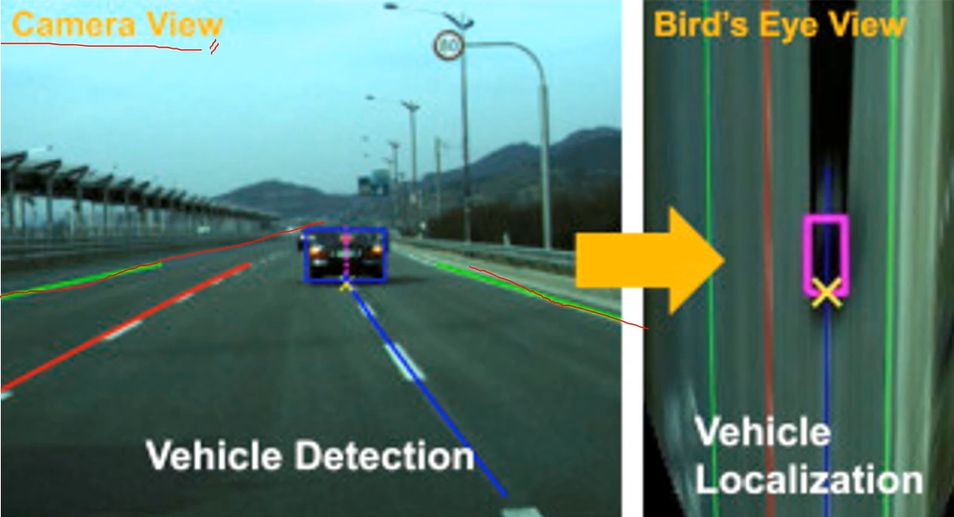 Camera View
Bird's Eye View
80
Vehicle Detection
Vehicle
Localization